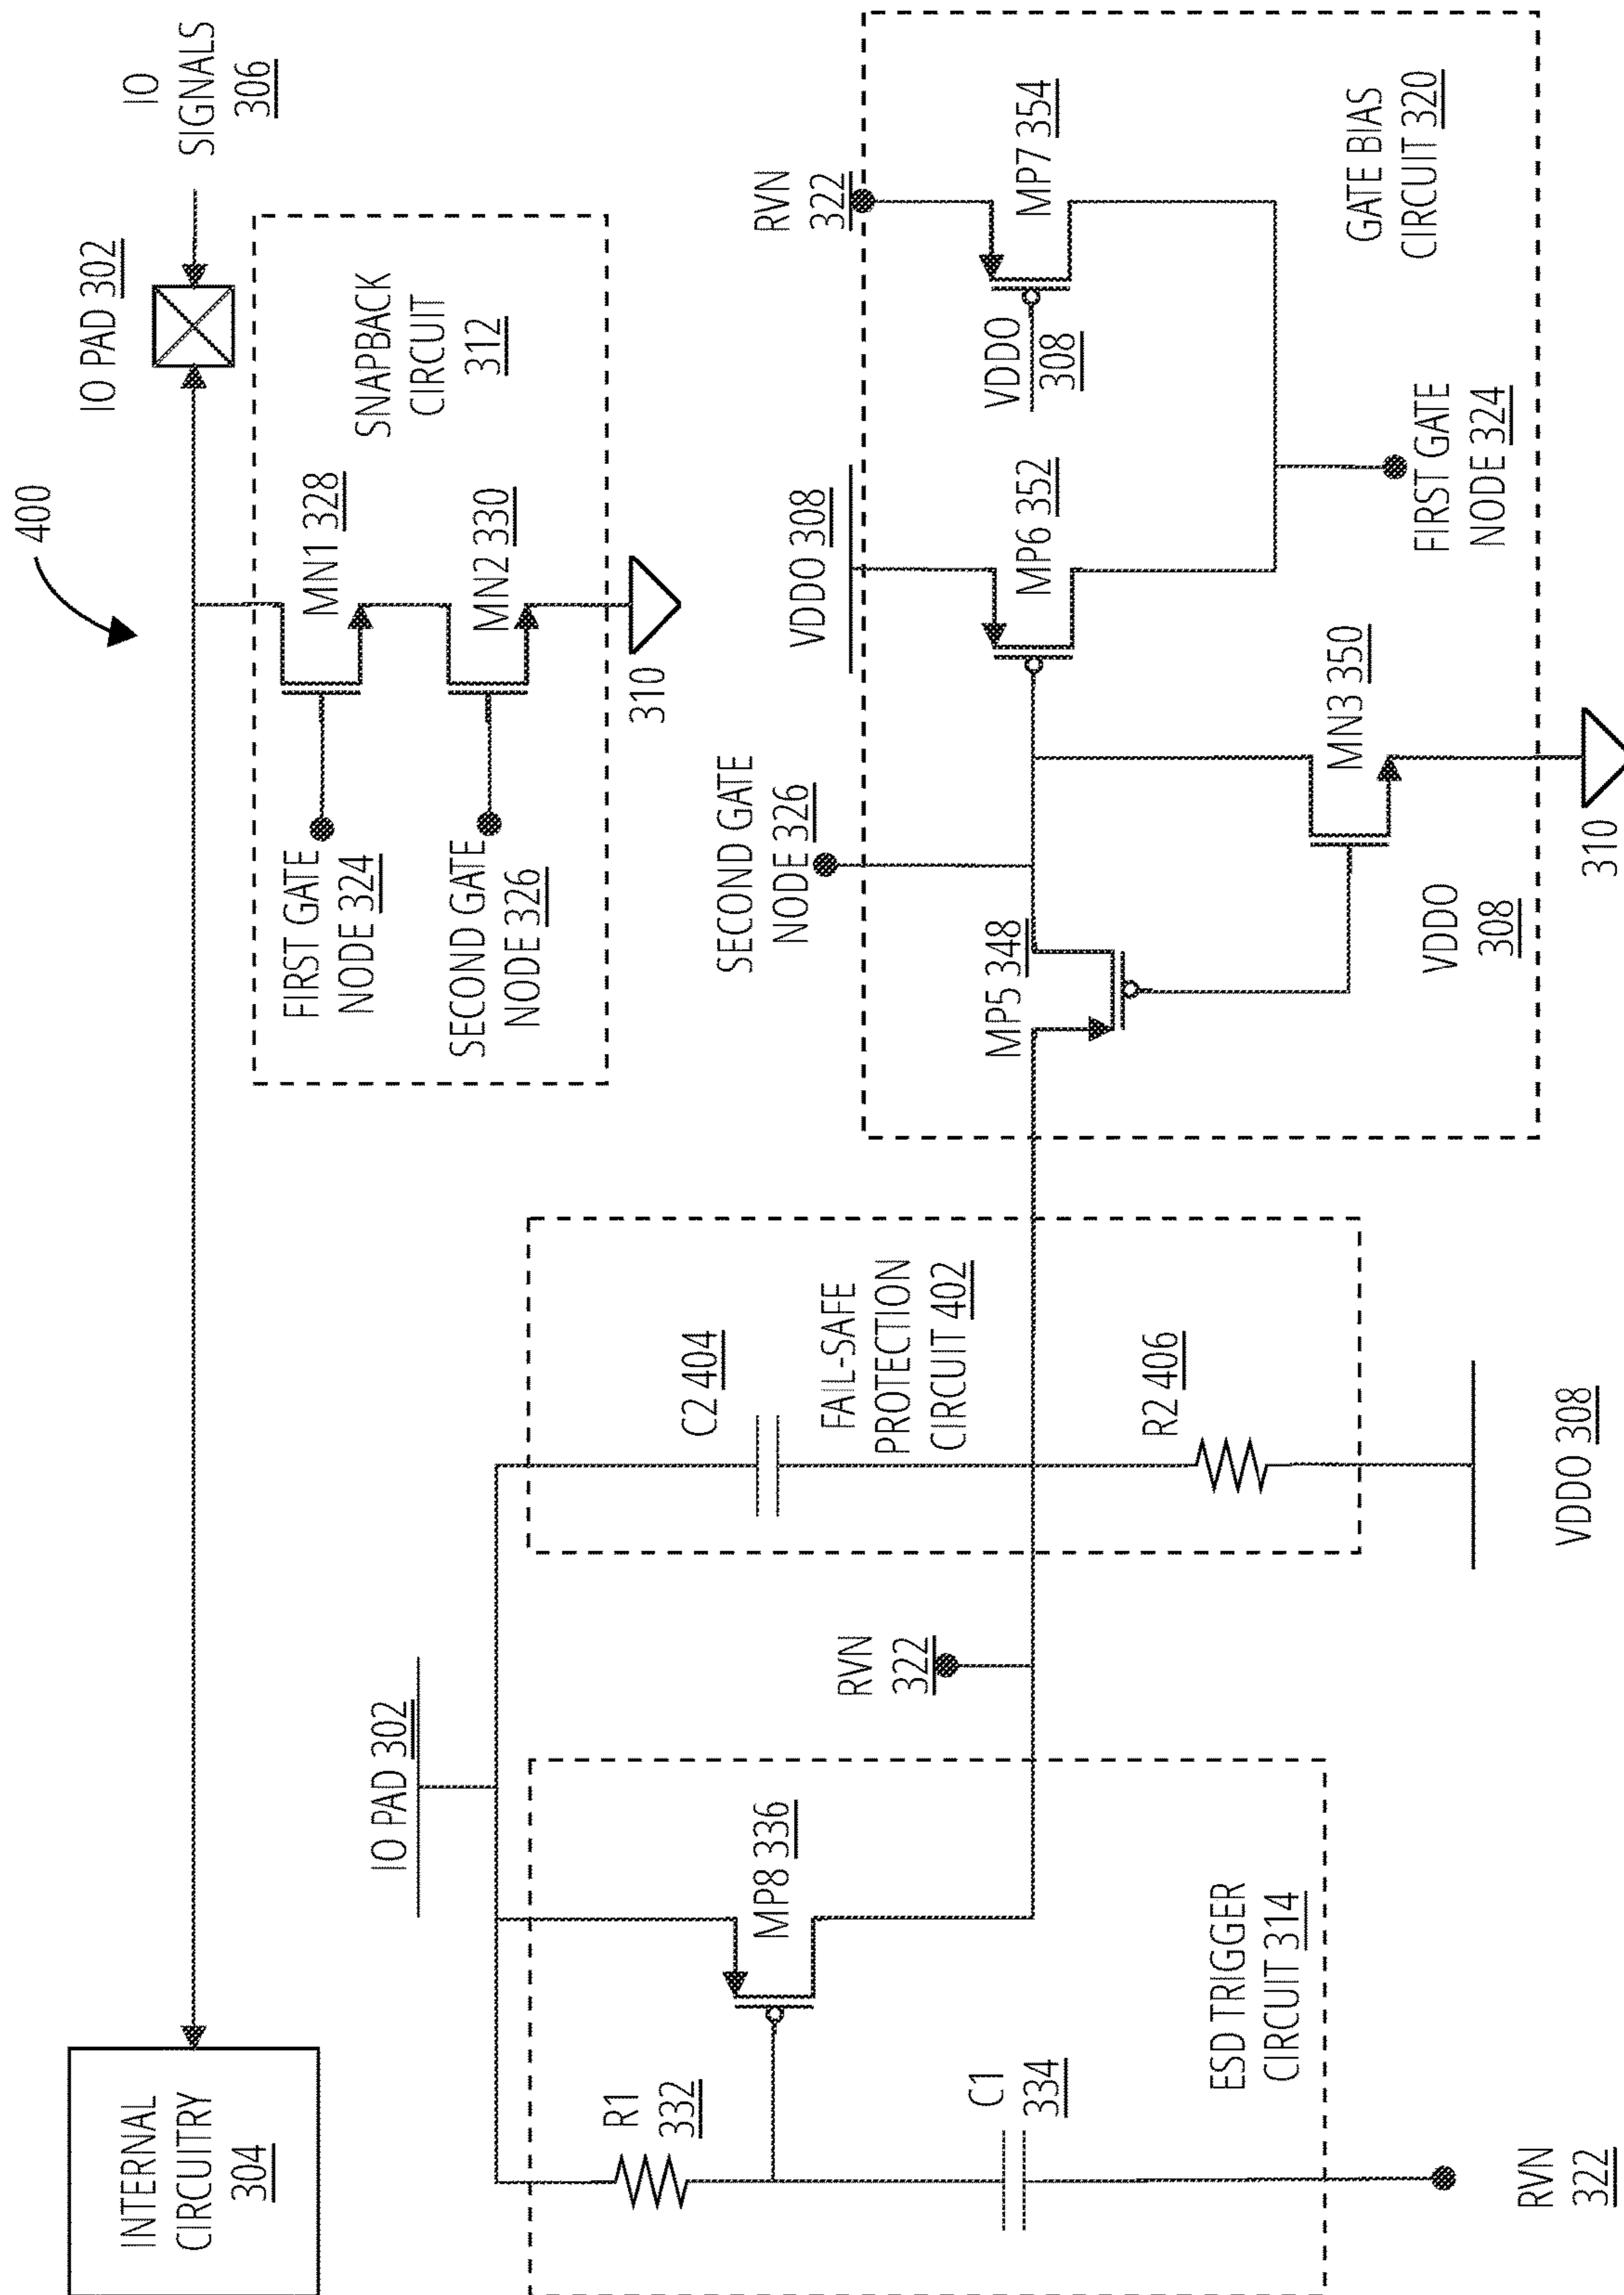 400
IO
SIGNALS
306
IO PAD 302
INTERNAL
CIRCUITRY
304
SNAPBACK
CIRCUIT
312
MN1 328
MN2 330
FIRST GATE
NODE 324
SECOND GATE
NODE 326
310
IO PAD 302
R1
332
C1
334
MP8 336
ESD TRIGGER
CIRCUIT 314
RVN
322
RVN
322
C2 404
FAIL-SAFE
PROTECTION
CIRCUIT 402
R2 406
VDDO 308
SECOND GATE
NODE 326
MP5 348
VDDO
308
MN3 350
310
VDDO 308
MP6 352
RVN
322
MP7 354
VDDO
308
FIRST GATE
NODE 324
GATE BIAS
CIRCUIT 320